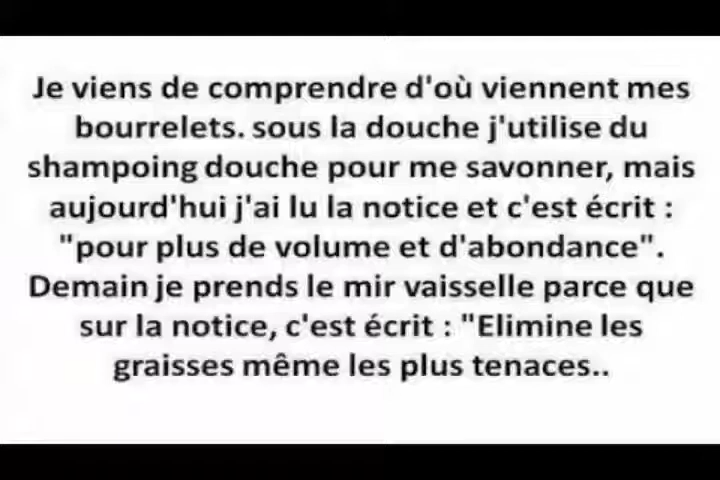 Je viens de comprendre d'où viennent mes
bourrelets. sous la douche j'utilise du
shampoing douche pour me savonner, mais
aujourd'hui j'ai lu la notice et c'est écrit :
"pour plus de volume et d'abondance".
Demain je prends le mir vaisselle parce que
sur la notice, c'est écrit : "Elimine les
graisses même les plus tenaces..